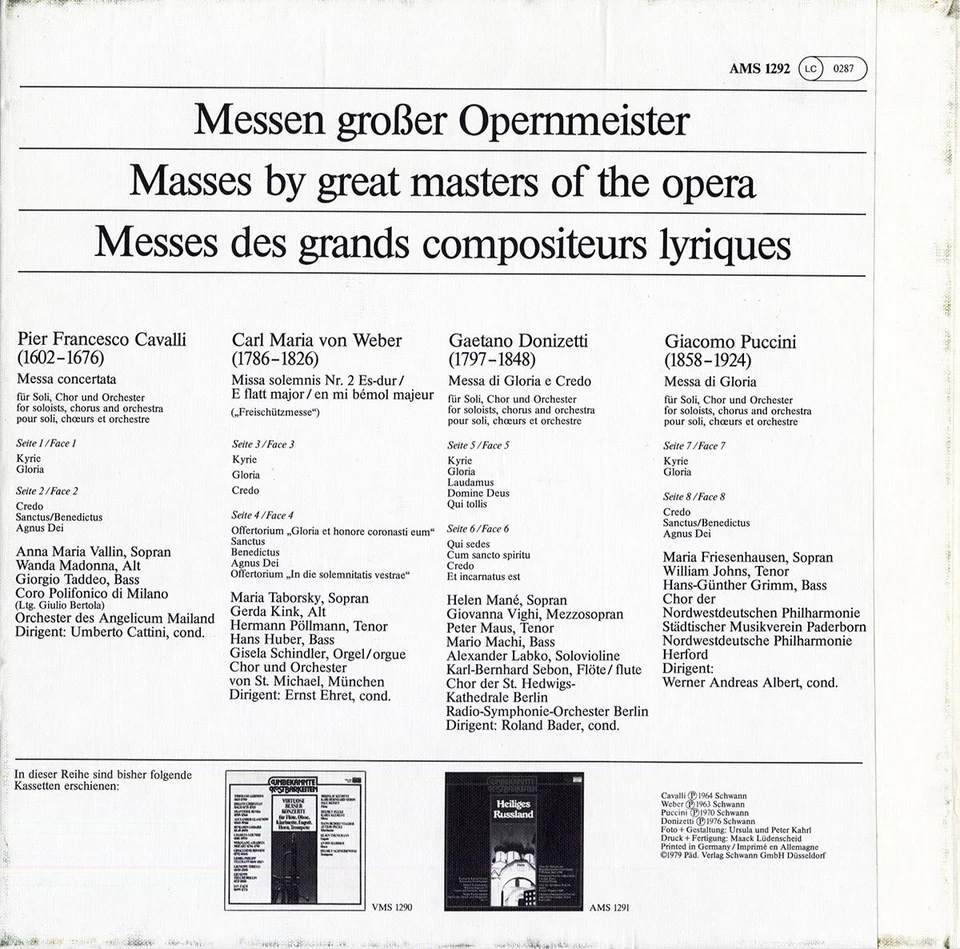 AMS 1292 LC 0287
Messen großer Opernmeister
Masses by great masters of the opera
Messes des grands compositeurs lyriques
Pier Francesco Cavalli
(1602–1676)
Messa concertata
für Soli, Chor und Orchester
for soloists, chorus and orchestra
pour soli, chœurs et orchestre
Seite 1/Face 1
Kyrie
Gloria
Seite 2/Face 2
Credo
Sanctus/Benedictus
Agnus Dei
Anna Maria Vallin, Sopran
Wanda Madonna, Alt
Giorgio Taddeo, Bass
Coro Polifonico di Milano
(Ltg. Giulio Bertola)
Orchester des Angelicum Mailand
Dirigent: Umberto Cattini, cond.
Carl Maria von Weber
(1786–1826)
Missa solemnis Nr. 2 Es-dur/
E flatt major/en mi bémol majeur
(„Freischützmesse“)
Seite 3/Face 3
Kyrie
Gloria
Credo
Seite 4/Face 4
Offertorium „Gloria et honore coronasti eum“
Sanctus
Benedictus
Agnus Dei
Offertorium „In die solemnitatis vestrae“
Maria Taborsky, Sopran
Gerda Kink, Alt
Hermann Pöllmann, Tenor
Hans Huber, Bass
Gisela Schindler, Orgel/orgue
Chor und Orchester
von St. Michael, München
Dirigent: Ernst Ehret, cond.
Gaetano Donizetti
(1797–1848)
Messa di Gloria e Credo
für Soli, Chor und Orchester
for soloists, chorus and orchestra
pour soli, chœurs et orchestre
Seite 5/Face 5
Kyrie
Gloria
Laudamus
Domine Deus
Qui tollis
Seite 6/Face 6
Qui sedes
Cum sancto spiritu
Credo
Et incarnatus est
Helen Mané, Sopran
Giovanna Vighi, Mezzosopran
Peter Maus, Tenor
Mario Machi, Bass
Alexander Labko, Solovioline
Karl-Bernhard Sebon, Flöte/flute
Chor der St. Hedwigs-
Kathedrale Berlin
Radio-Symphonie-Orchester Berlin
Dirigent: Roland Bader, cond.
Giacomo Puccini
(1858–1924)
Messa di Gloria
für Soli, Chor und Orchester
for soloists, chorus and orchestra
pour soli, chœurs et orchestre
Seite 7/Face 7
Kyrie
Gloria
Seite 8/Face 8
Credo
Sanctus/Benedictus
Agnus Dei
Maria Friesenhausen, Sopran
William Johns, Tenor
Hans-Günther Grimm, Bass
Chor der
Nordwestdeutschen Philharmonie
Städtischer Musikverein Paderborn
Nordwestdeutsche Philharmonie
Herford
Dirigent:
Werner Andreas Albert, cond.
In dieser Reihe sind bisher folgende
Kassetten erschienen:
UNBEKANNTE
KOSTBARKEITEN
VIRTUOSE
BLÄSER
KONZERTE
für Flöte, Oboe,
Klarinette, Fagott,
Horn, Trompete
VMS 1290
Heiliges
Russland
AMS 1291
Cavalli Ⓟ 1964 Schwann
Weber Ⓟ 1963 Schwann
Puccini Ⓟ 1970 Schwann
Donizetti Ⓟ 1976 Schwann
Foto + Gestaltung: Ursula und Peter Kahrl
Druck + Fertigung: Maack Lüdenscheid
Printed in Germany/Imprimé en Allemagne
©1979 Päd. Verlag Schwann GmbH Düsseldorf